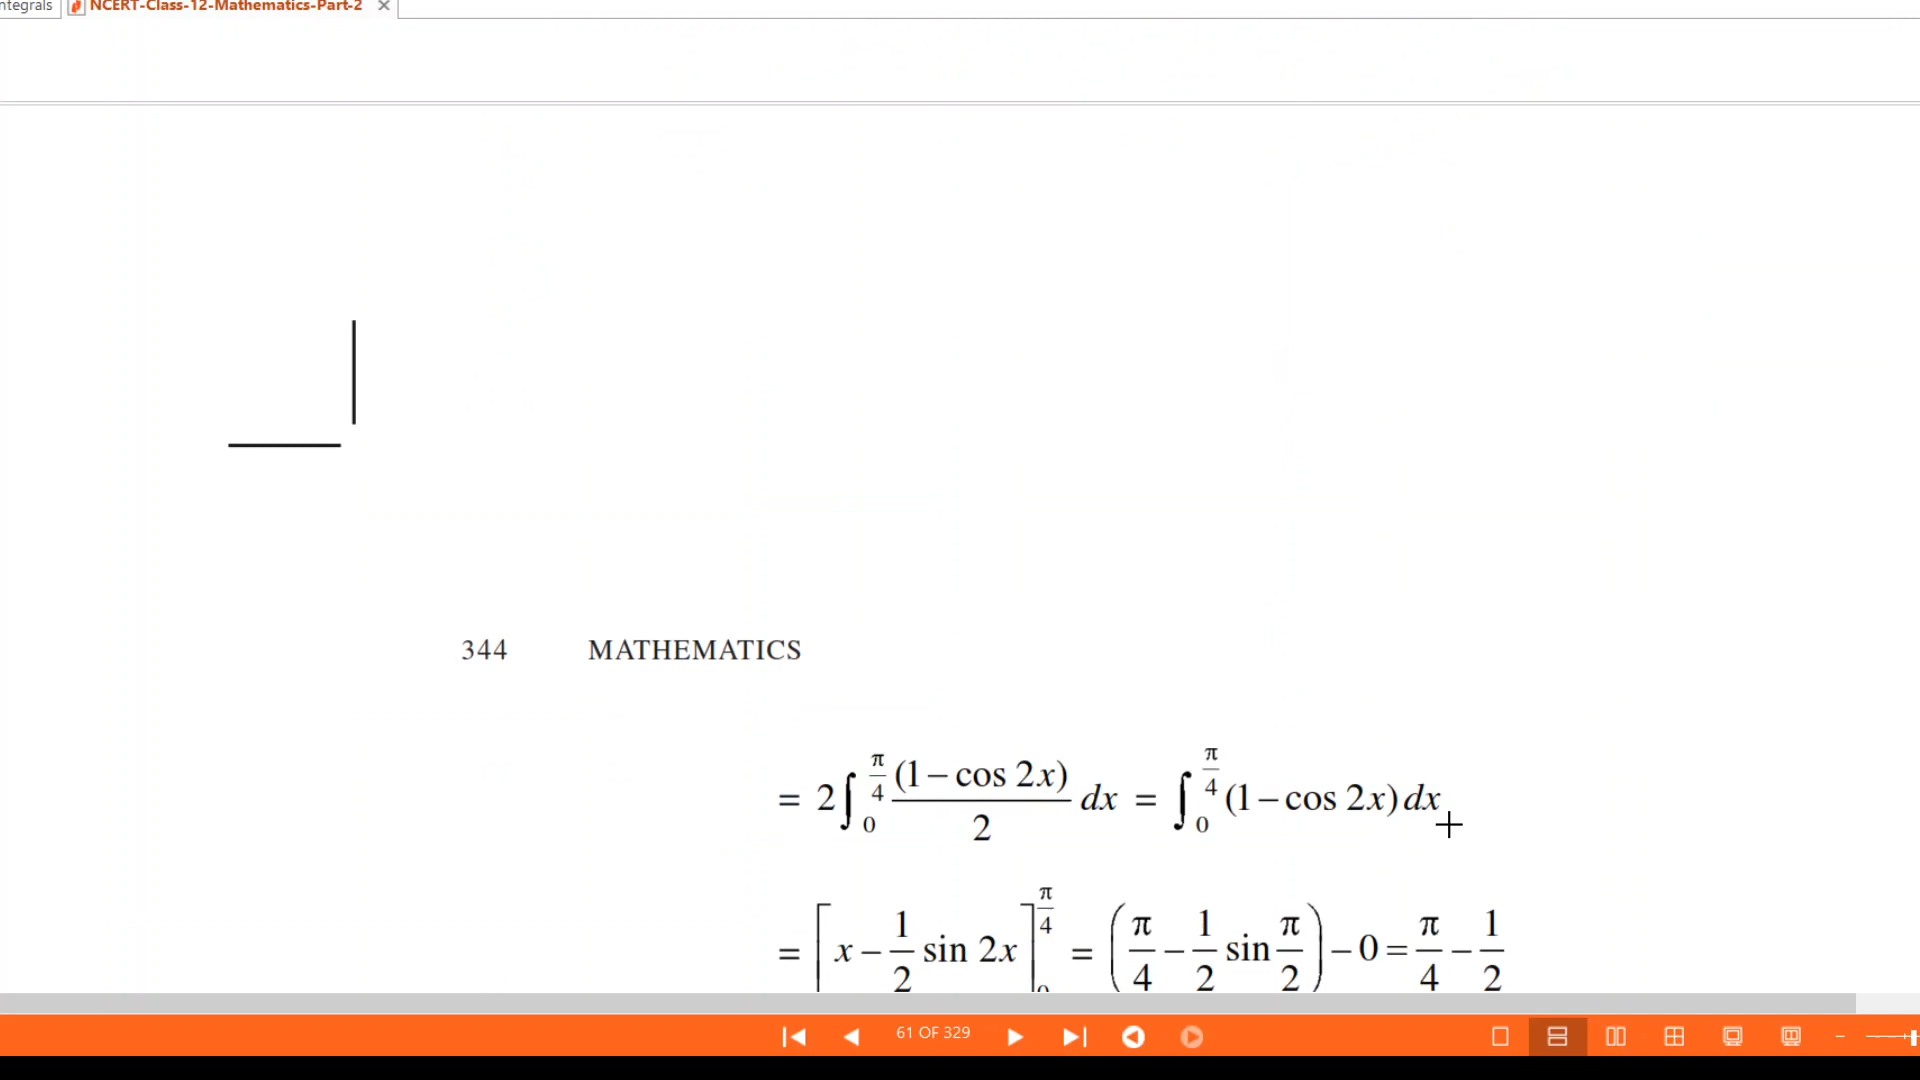 ntegrals NCERT-Class-12-Mathematics-Part-2
344 MATHEMATICS
= 2∫₀^(π/4) (1 – cos 2x)/2 dx = ∫₀^(π/4) (1 – cos 2x) dx
= [x – 1/2 sin 2x]₀^(π/4) = (π/4 – 1/2 sin π/2) – 0 = π/4 – 1/2
61 OF 329